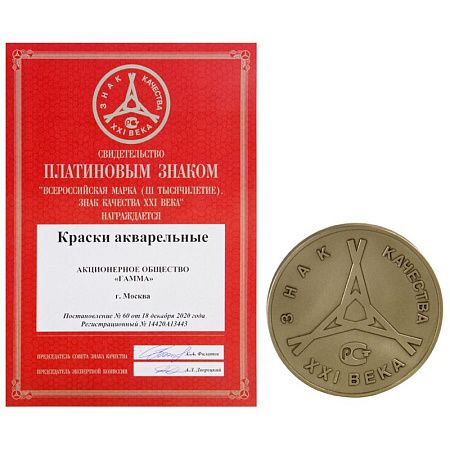 ЗНАК КАЧЕСТВА
XXI ВЕКА
СВИДЕТЕЛЬСТВО
ПЛАТИНОВЫМ ЗНАКОМ
"ВСЕРОССИЙСКАЯ МАРКА (III ТЫСЯЧЕЛЕТИЕ).
ЗНАК КАЧЕСТВА XXI ВЕКА"
НАГРАЖДАЕТСЯ
Краски акварельные
АКЦИОНЕРНОЕ ОБЩЕСТВО
«ГАММА»
г. Москва
Постановление № 60 от 18 декабря 2020 года
Регистрационный № 14420А13443
ПРЕДСЕДАТЕЛЬ СОВЕТА ЗНАКА КАЧЕСТВА
А.А. Филатов
ПРЕДСЕДАТЕЛЬ ЭКСПЕРТНОЙ КОМИССИИ
А.Л. Дворецкий
ЗНАК КАЧЕСТВА
XXI ВЕКА